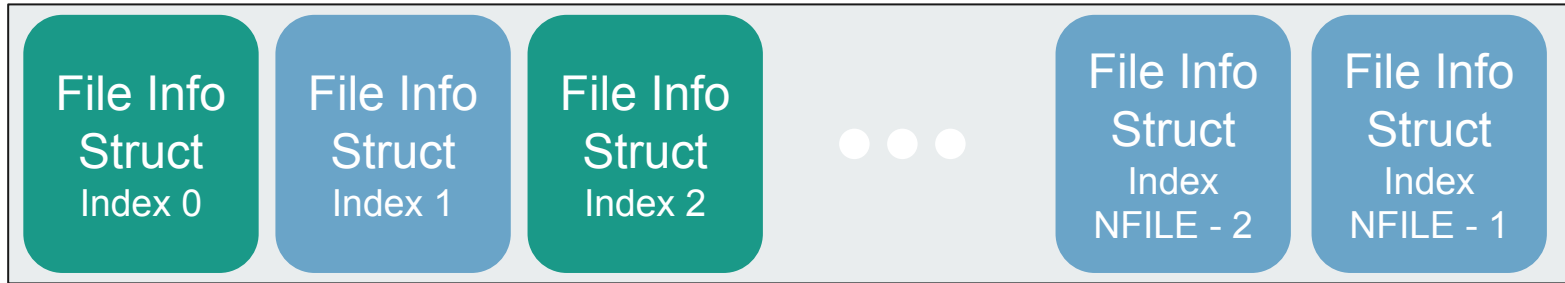 File Info
Struct
Index 0
File Info
Struct
Index 1
File Info
Struct
Index 2
File Info
Struct
Index
NFILE - 2
File Info
Struct
Index
NFILE - 1